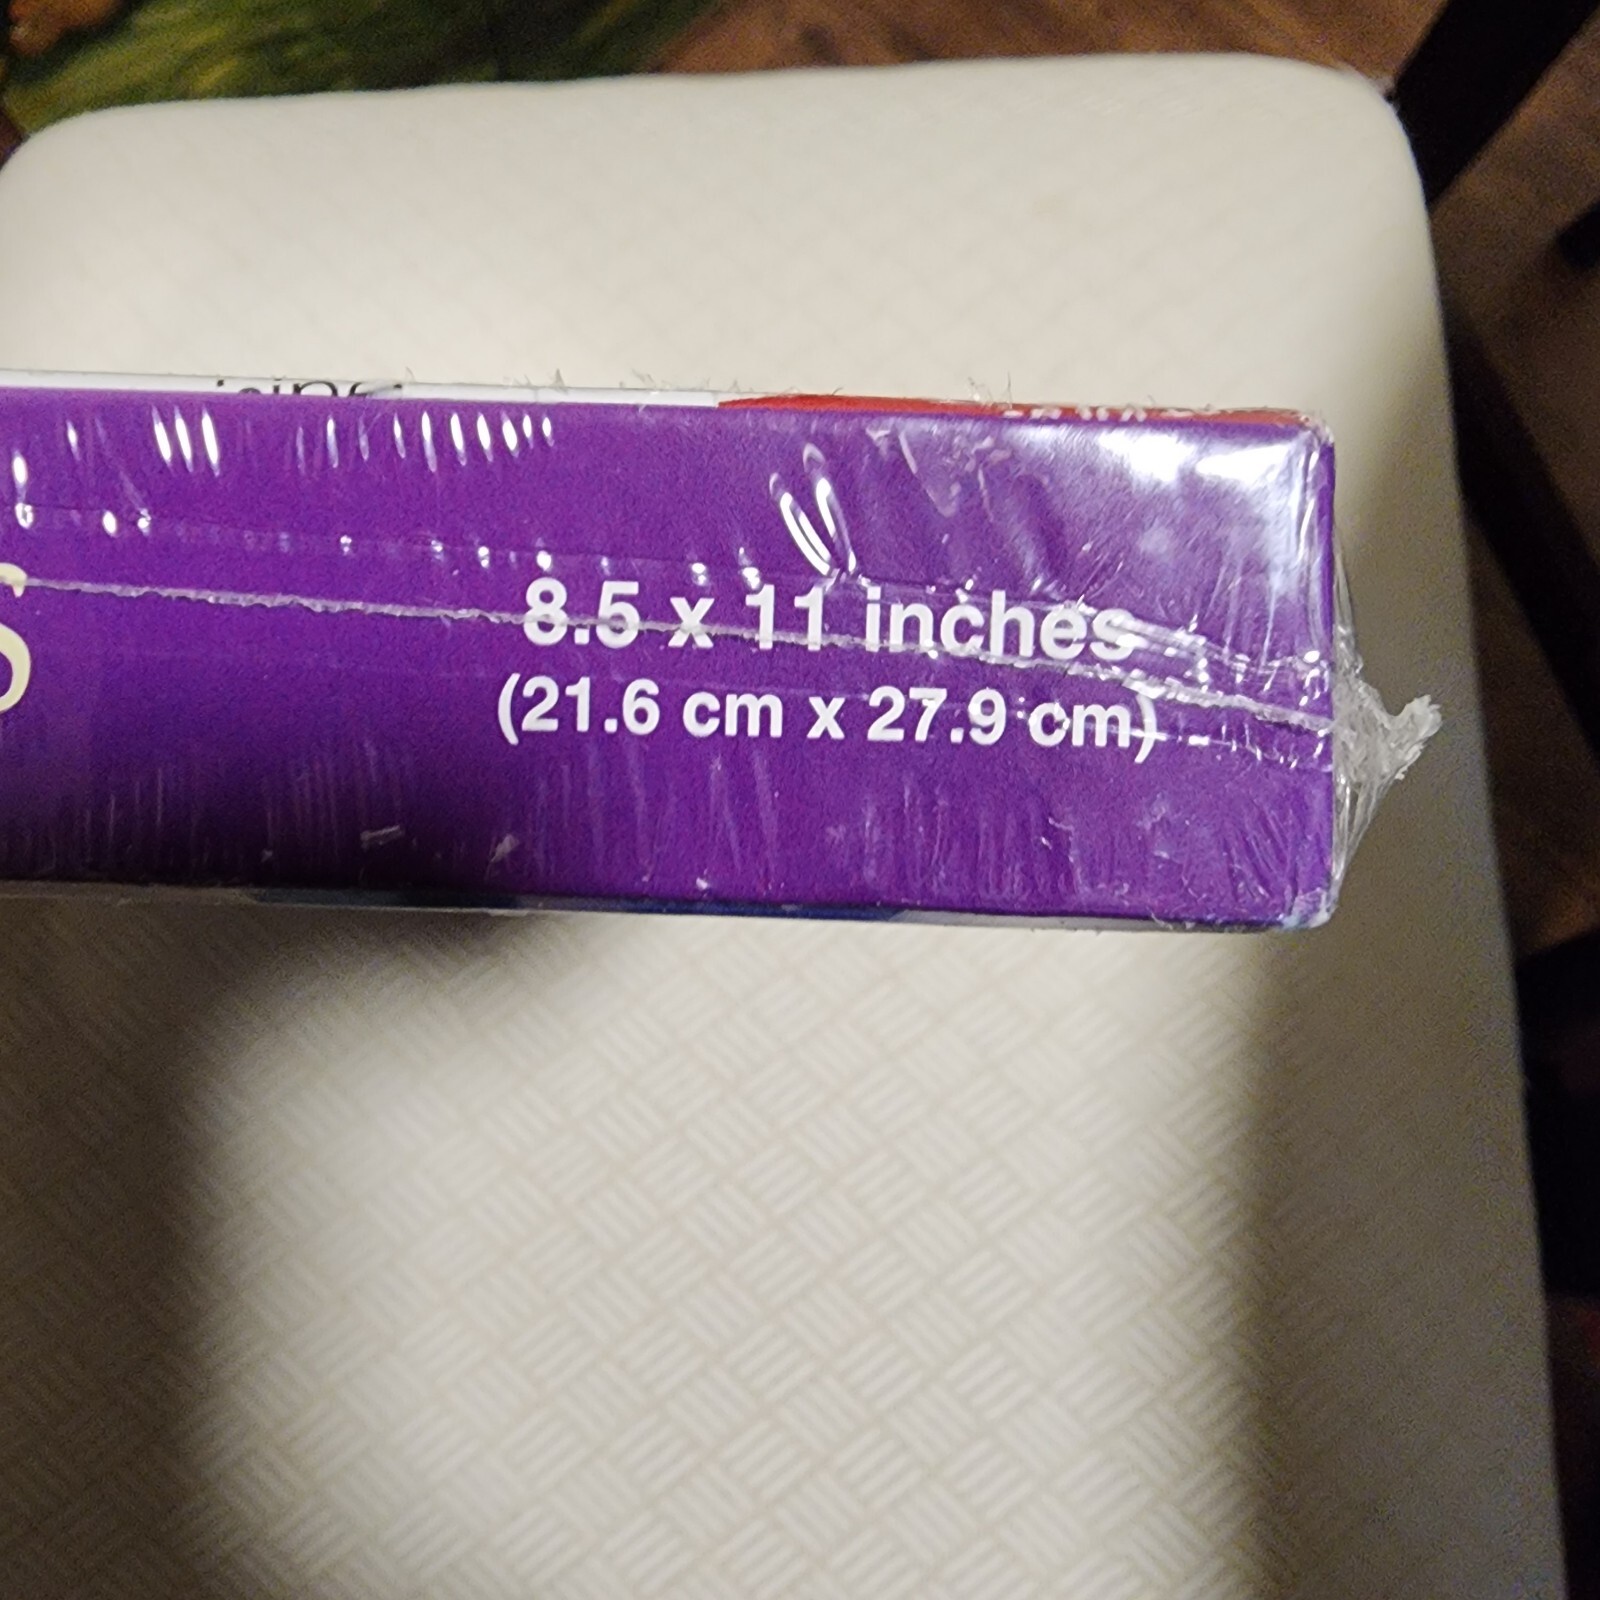 8.5 x 11 inches
(21.6 cm x 27.9 cm)